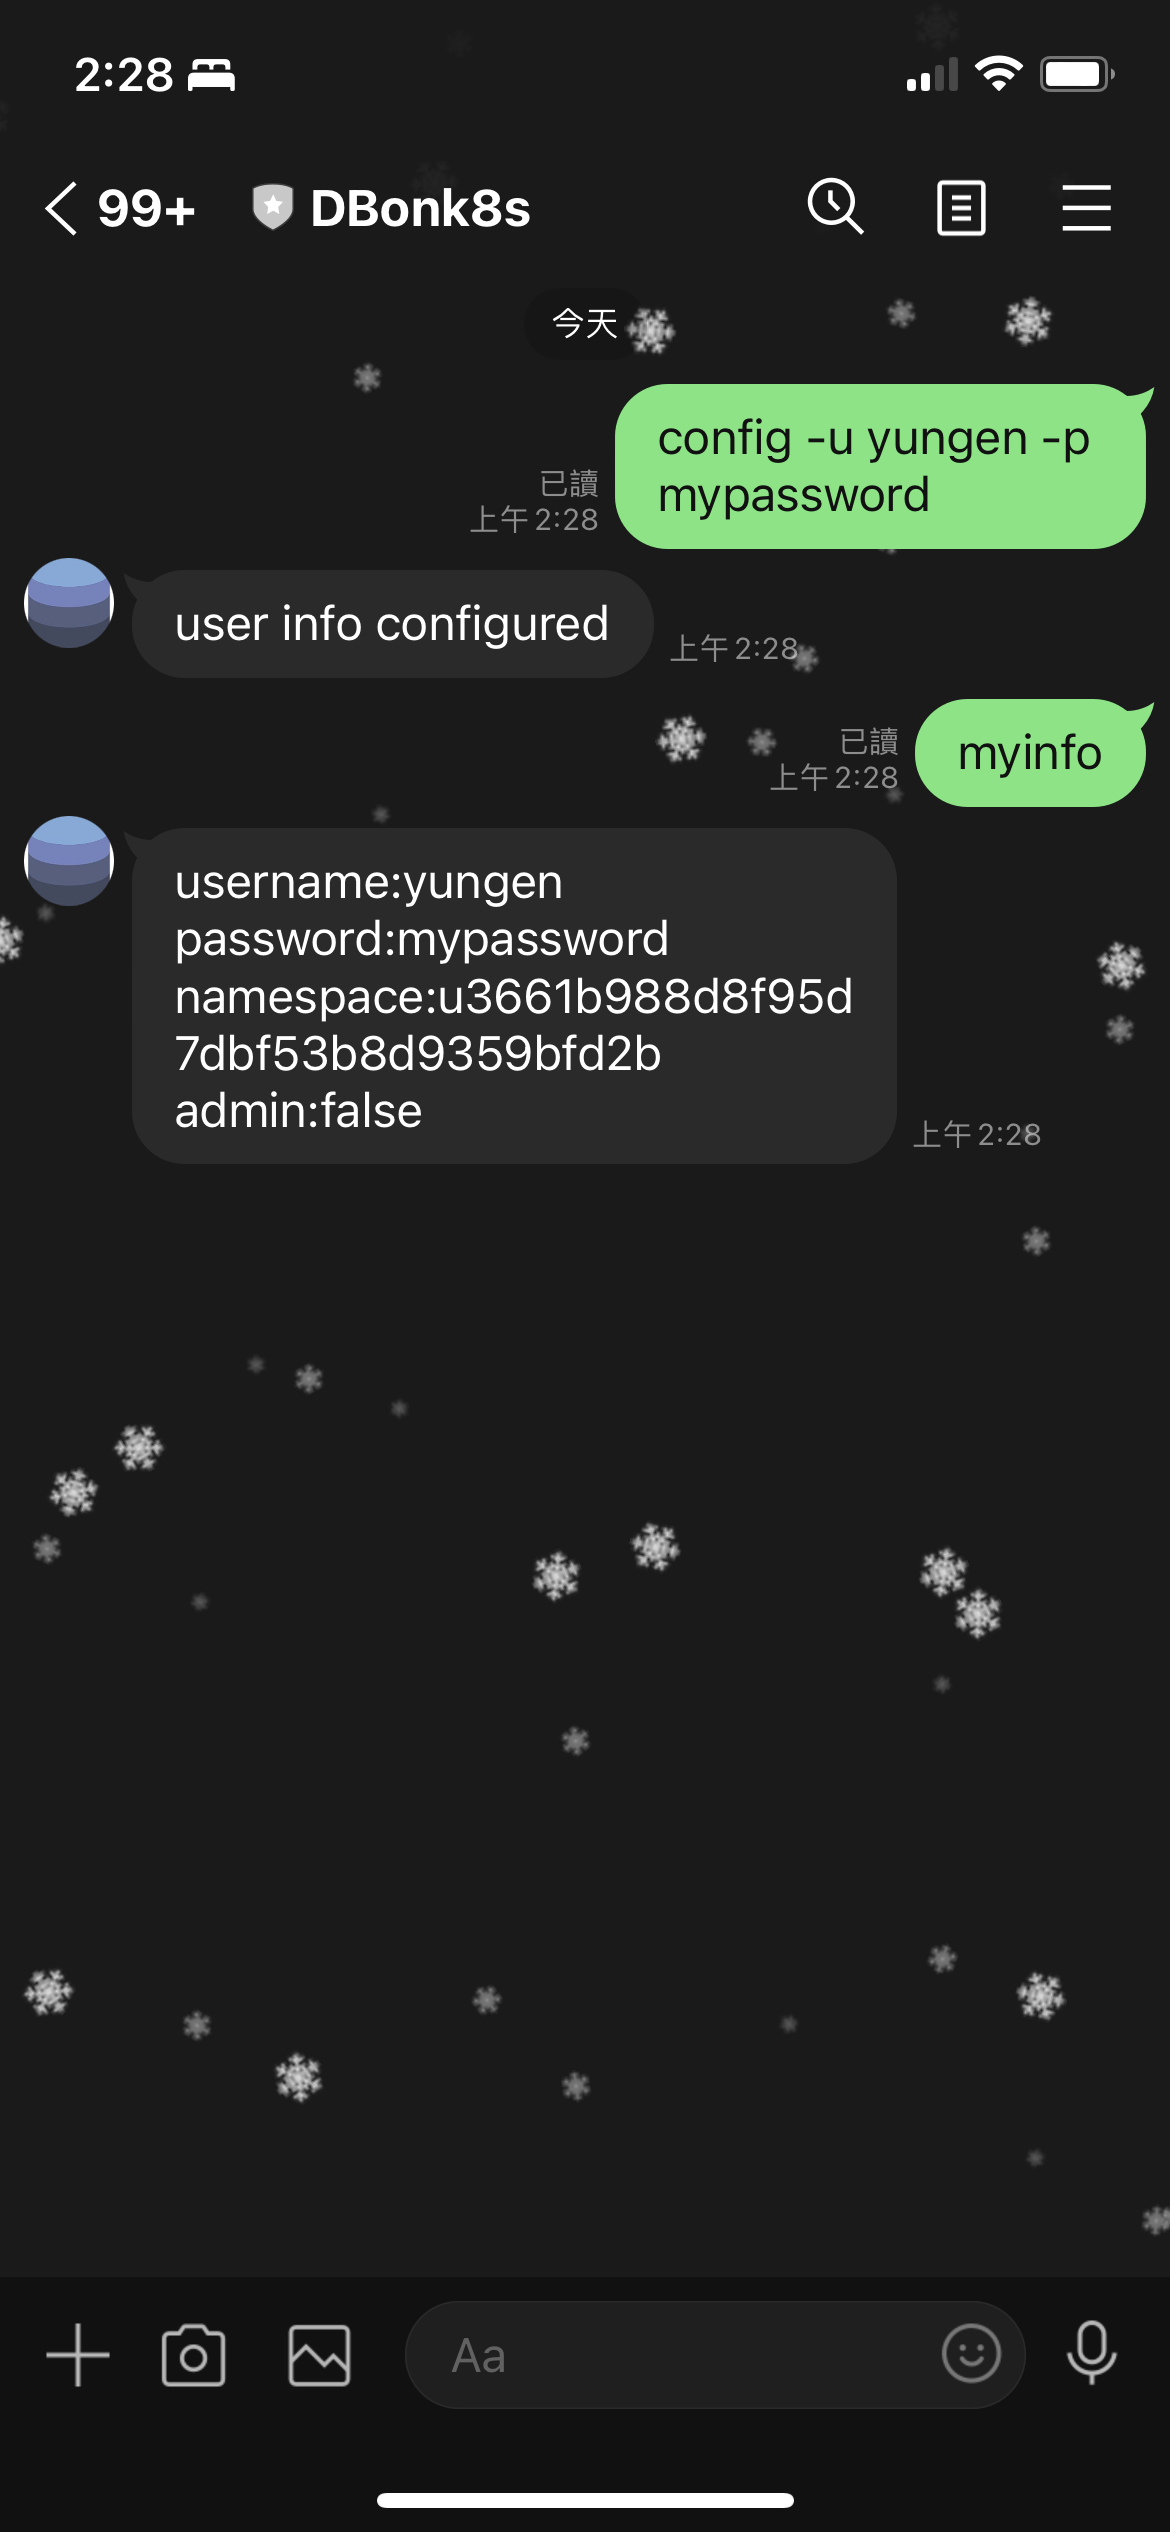 2:28
99+ DBonk8s
今天
config -u yungen -p
mypassword
已讀
上午 2:28
user info configured
上午 2:28
myinfo
已讀
上午 2:28
username:yungen
password:mypassword
namespace:u3661b988d8f95d
7dbf53b8d9359bfd2b
admin:false
上午 2:28
Aa